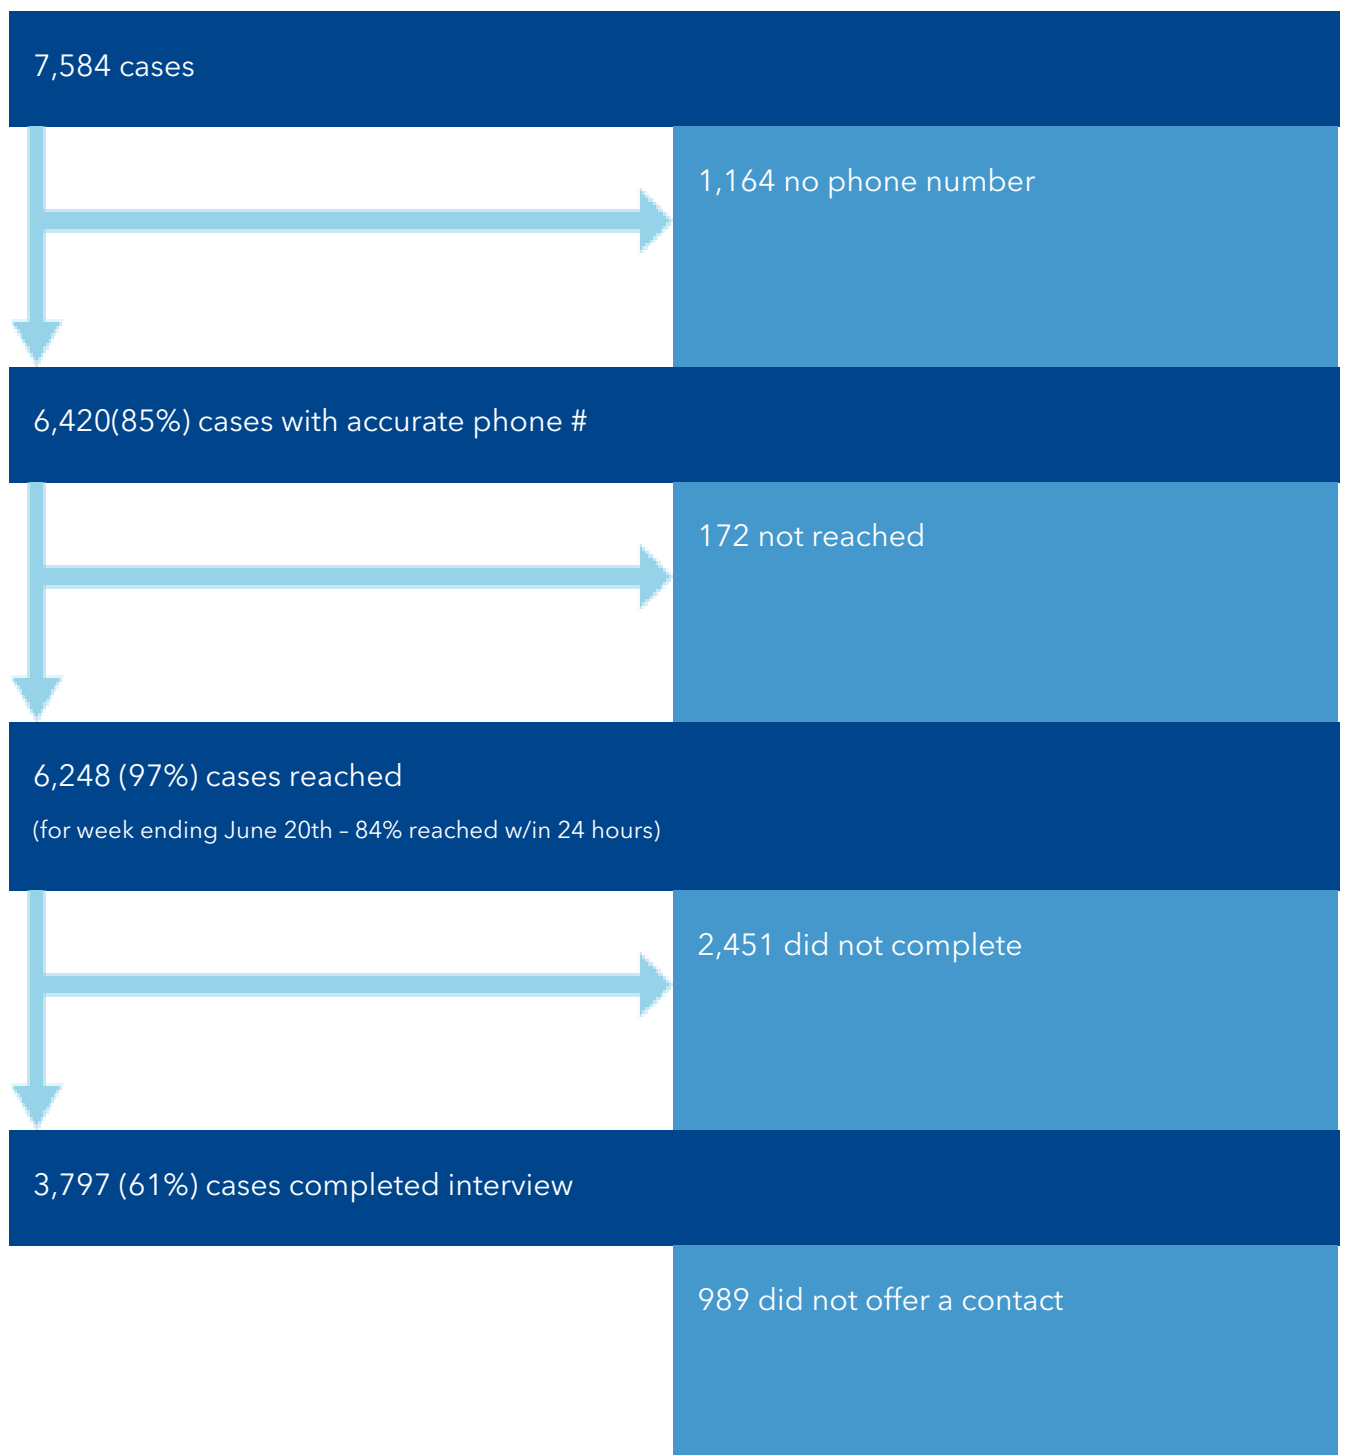 7,584 cases
1,164 no phone number
6,420(85%) cases with accurate phone #
172 not reached
6,248 (97%) cases reached
(for week ending June 20th – 84% reached w/in 24 hours)
2,451 did not complete
3,797 (61%) cases completed interview
989 did not offer a contact